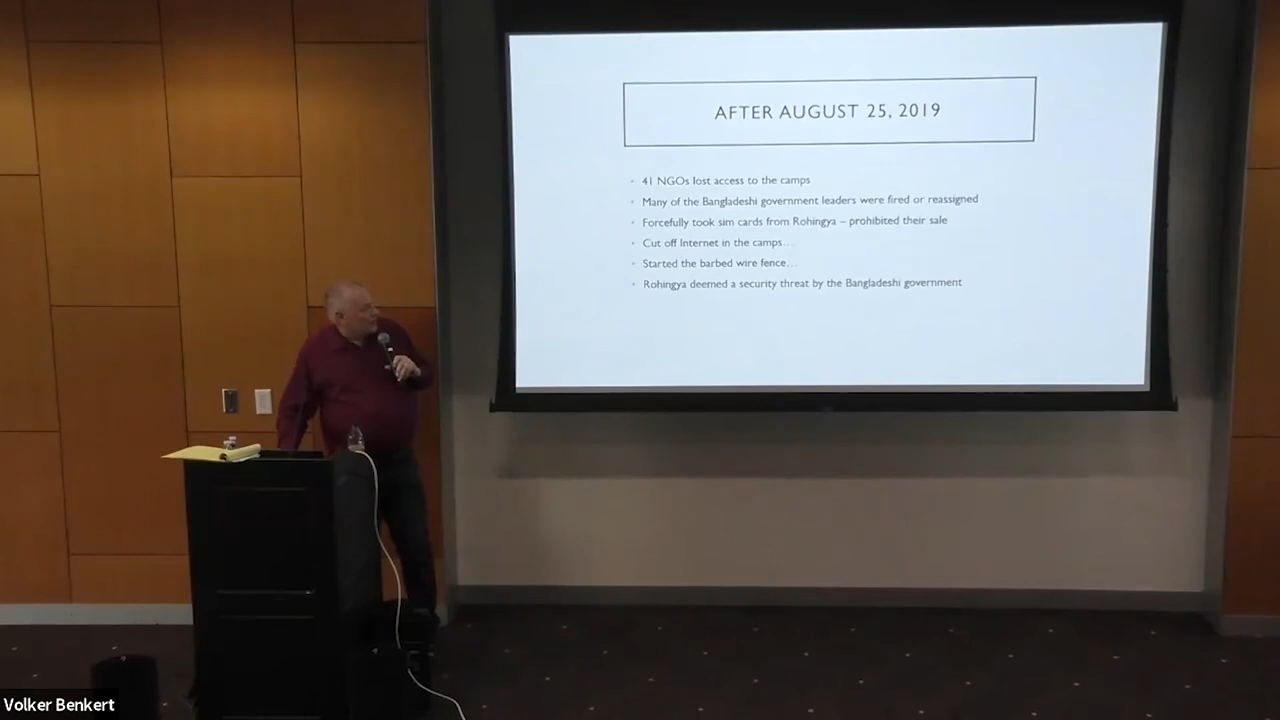 AFTER AUGUST 25, 2019
• 41 NGOs lost access to the camps
• Many of the Bangladeshi government leaders were fired or reassigned
• Forcefully took sim cards from Rohingya – prohibited their sale
• Cut off Internet in the camps…
• Started the barbed wire fence…
• Rohingya deemed a security threat by the Bangladeshi government
Volker Benkert